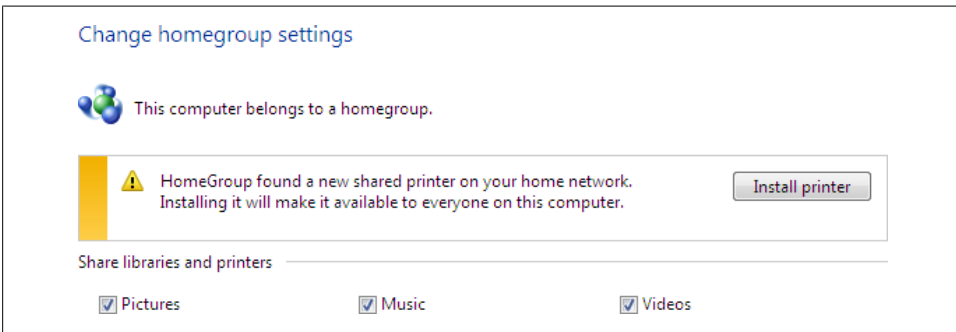 Change homegroup settings
This computer belongs to a homegroup.
HomeGroup found a new shared printer on your home network.
Installing it will make it available to everyone on this computer.
Install printer
Share libraries and printers
Pictures Music Videos